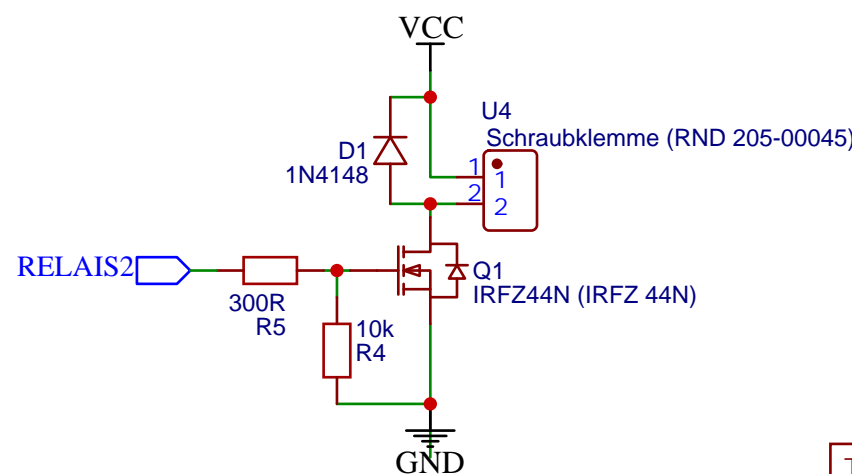 VCC
U4
Schraubklemme (RND 205-00045)
D1
1N4148
1
1
2
2
RELAIS2
Q1
IRFZ44N (IRFZ 44N)
300R
R5
10k
R4
GND